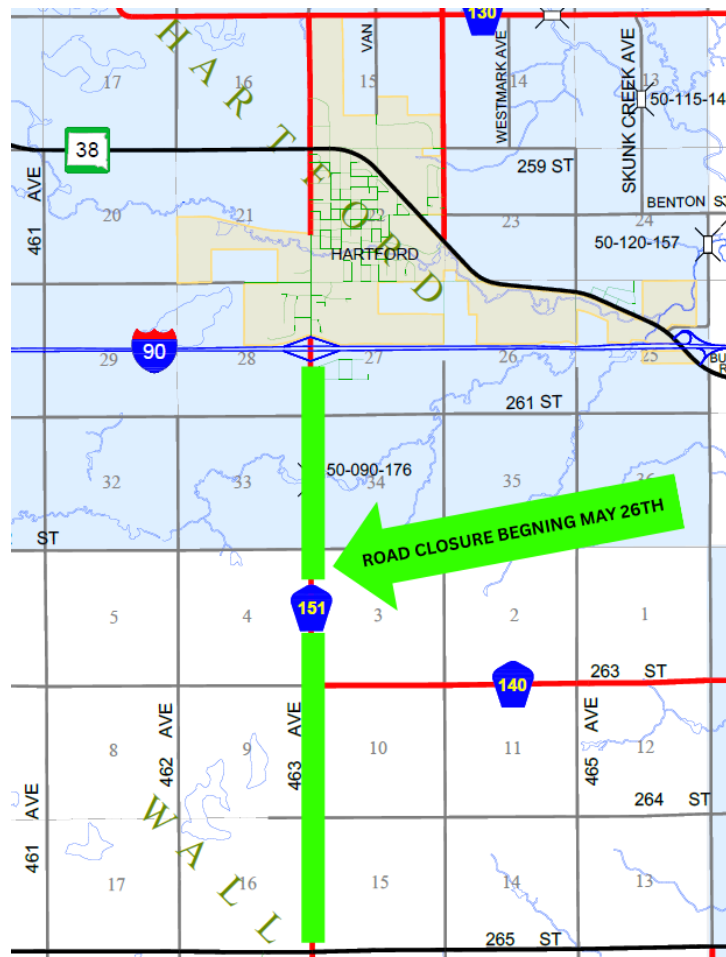 130
17
16
15
14
13
VAN
WESTMARK AVE
SKUNK CREEK AVE
50-115-14
38
259 ST
461 AVE
20
21
22
23
24
BENTON S
50-120-157
HARTFORD
HARTFORD
90
29
28
27
26
25
BU
R
261 ST
50-090-176
32
33
34
35
36
ST
ROAD CLOSURE BEGNING MAY 26TH
151
5
4
3
2
1
263 ST
140
462 AVE
463 AVE
465 AVE
8
9
10
11
12
461 AVE
264 ST
WALL
17
16
15
14
13
265 ST